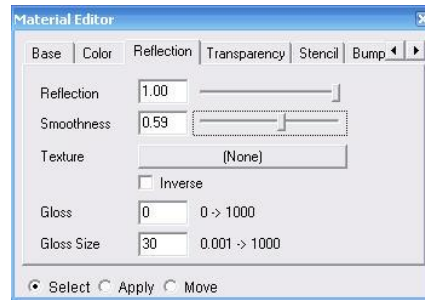 Material Editor
Base Color Reflection Transparency Stencil Bump
Reflection 1.00
Smoothness 0.59
Texture (None)
Inverse
Gloss 0 0 -> 1000
Gloss Size 30 0.001 -> 1000
Select Apply Move